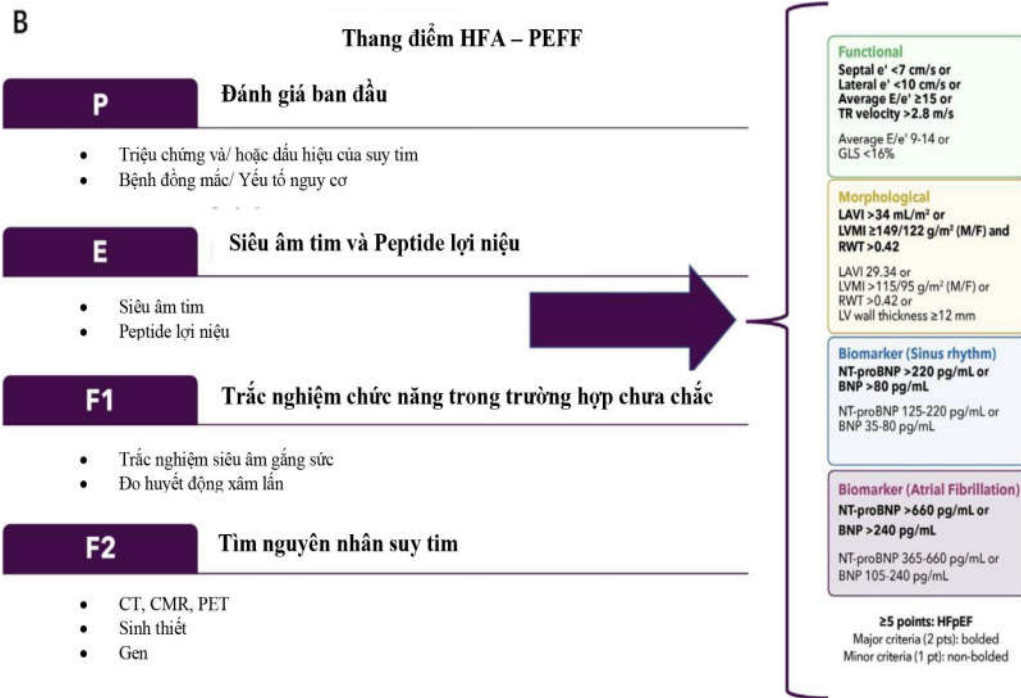 B
Thang điểm HFA – PEFF
P
Đánh giá ban đầu
• Triệu chứng và/ hoặc dấu hiệu của suy tim
• Bệnh đồng mắc/ Yếu tố nguy cơ
E
Siêu âm tim và Peptide lợi niệu
• Siêu âm tim
• Peptide lợi niệu
F1
Trắc nghiệm chức năng trong trường hợp chưa chắc
• Trắc nghiệm siêu âm gắng sức
• Đo huyết động xâm lấn
F2
Tìm nguyên nhân suy tim
• CT, CMR, PET
• Sinh thiết
• Gen
Functional
Septal e' <7 cm/s or
Lateral e' <10 cm/s or
Average E/e' ≥15 or
TR velocity >2.8 m/s
Average E/e' 9-14 or
GLS <16%
Morphological
LAVI >34 mL/m² or
LVMI ≥149/122 g/m² (M/F) and
RWT >0.42
LAVI 29.34 or
LVMI >115/95 g/m² (M/F) or
RWT >0.42 or
LV wall thickness ≥12 mm
Biomarker (Sinus rhythm)
NT-proBNP >220 pg/mL or
BNP >80 pg/mL
NT-proBNP 125-220 pg/mL or
BNP 35-80 pg/mL
Biomarker (Atrial Fibrillation)
NT-proBNP >660 pg/mL or
BNP >240 pg/mL
NT-proBNP 365-660 pg/mL or
BNP 105-240 pg/mL
≥5 points: HFpEF
Major criteria (2 pts): bolded
Minor criteria (1 pt): non-bolded